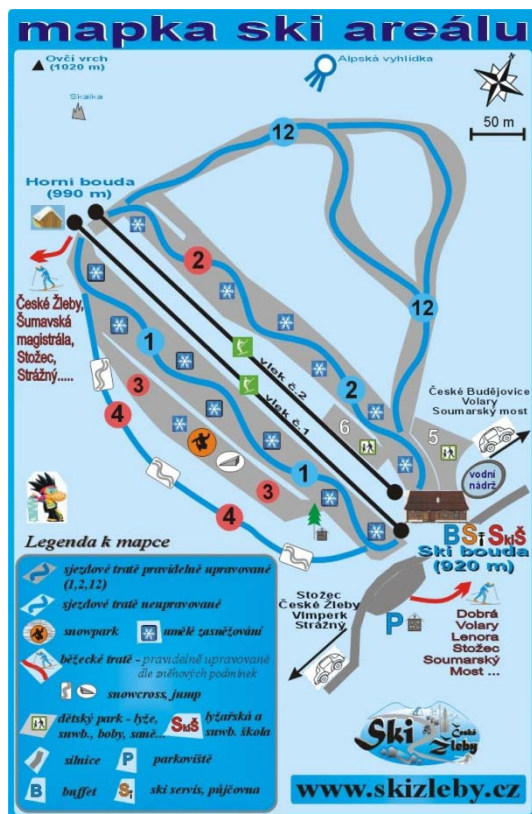 mapka ski areálu
Ovčí vrch
(1020 m)
Alpská vyhlídka
N
Skalka
50 m
12
Horní bouda
(990 m)
2
České Žleby,
Šumavská
magistrála,
Stožec,
Strážný.....
1
12
vlek č.2
vlek č.1
2
3
4
6
5
České Budějovice
Volary
Soumarský most
vodní
nádrž
1
3
4
B Si SkiŠ
Ski bouda
(920 m)
Stožec
České Žleby
Vimperk
Strážný
P
Dobrá
Volary
Lenora
Stožec
Soumarský
Most ...
Legenda k mapce
sjezdové tratě pravidelně upravované
(1,2,12)
sjezdové tratě neupravované
snowpark
umělé zasněžování
běžecké tratě - pravidelně upravované
dle sněhových podmínek
snowcross, jump
dětský park - lyže,
snwb., boby, saně...
SkiŠ lyžařská a
snwb. škola
silnice
P parkoviště
B buffet
Si ski servis, půjčovna
Ski České Žleby
www.skizleby.cz